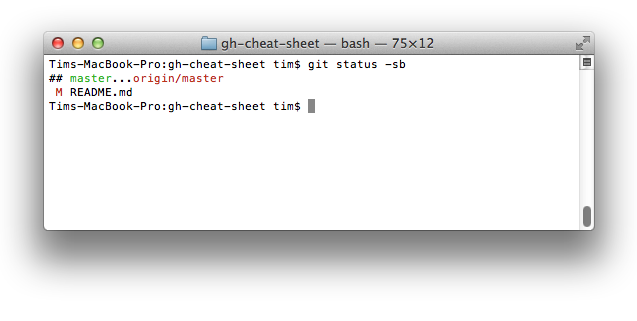 gh-cheat-sheet — bash — 75×12
Tims-MacBook-Pro:gh-cheat-sheet tim$ git status -sb
## master...origin/master
 M README.md
Tims-MacBook-Pro:gh-cheat-sheet tim$